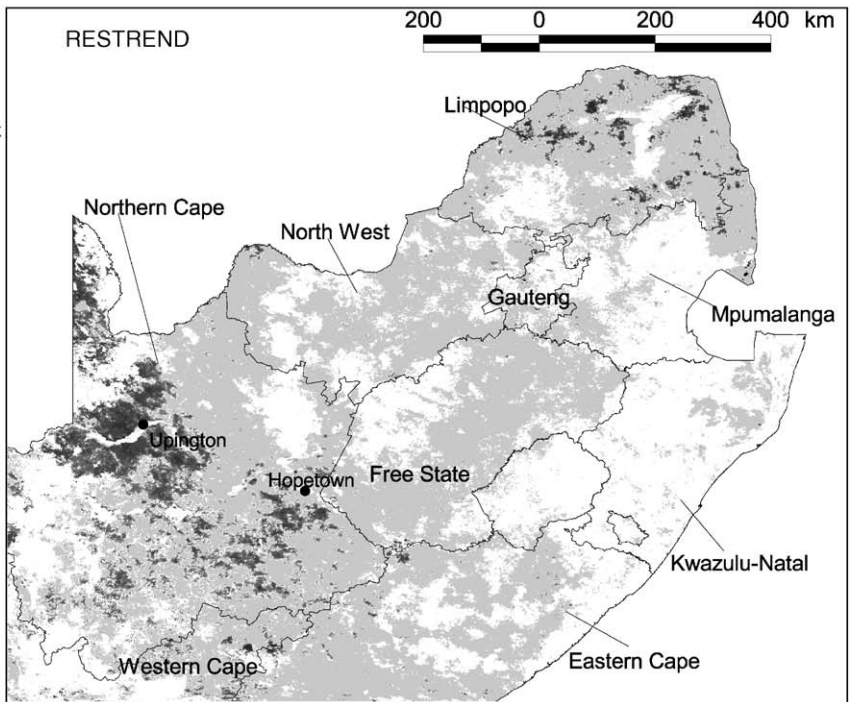 200 0 200 400 km
RESTREND
Limpopo
Northern Cape
North West
Gauteng
Mpumalanga
Upington
Hopetown
Free State
Kwazulu-Natal
Western Cape
Eastern Cape